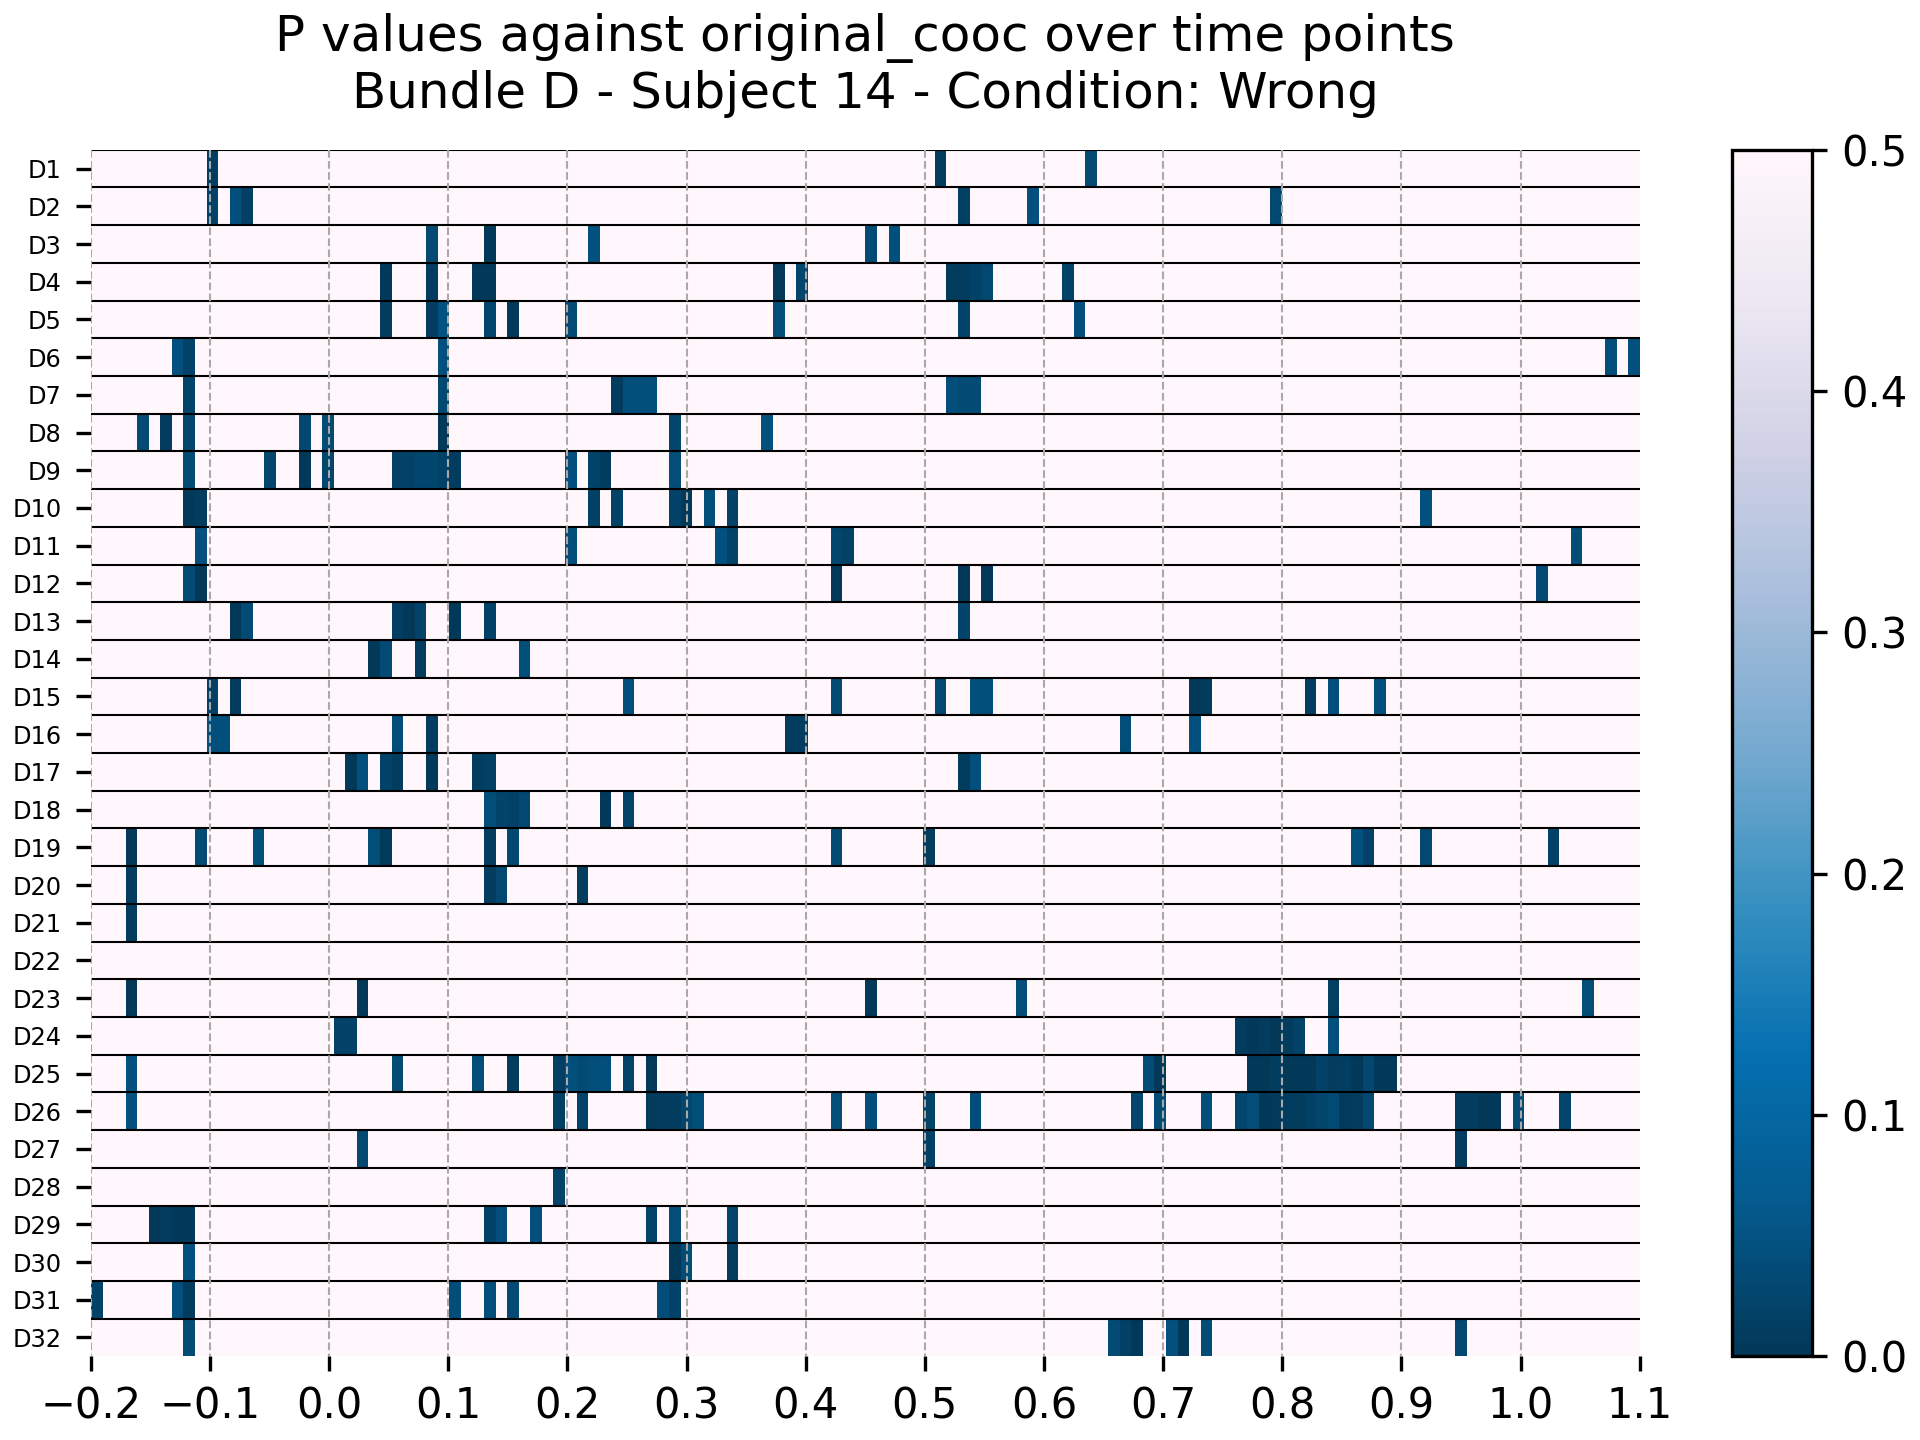 P values against original_cooc over time points
Bundle D - Subject 14 - Condition: Wrong
D1
D2
D3
D4
D5
D6
D7
D8
D9
D10
D11
D12
D13
D14
D15
D16
D17
D18
D19
D20
D21
D22
D23
D24
D25
D26
D27
D28
D29
D30
D31
D32
−0.2 −0.1 0.0 0.1 0.2 0.3 0.4 0.5 0.6 0.7 0.8 0.9 1.0 1.1
0.5
0.4
0.3
0.2
0.1
0.0